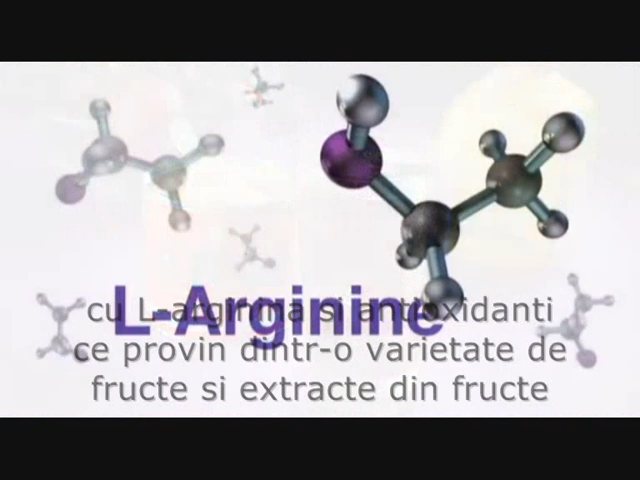 L-Arginine
cu L-arginina si antioxidanti
ce provin dintr-o varietate de
fructe si extracte din fructe